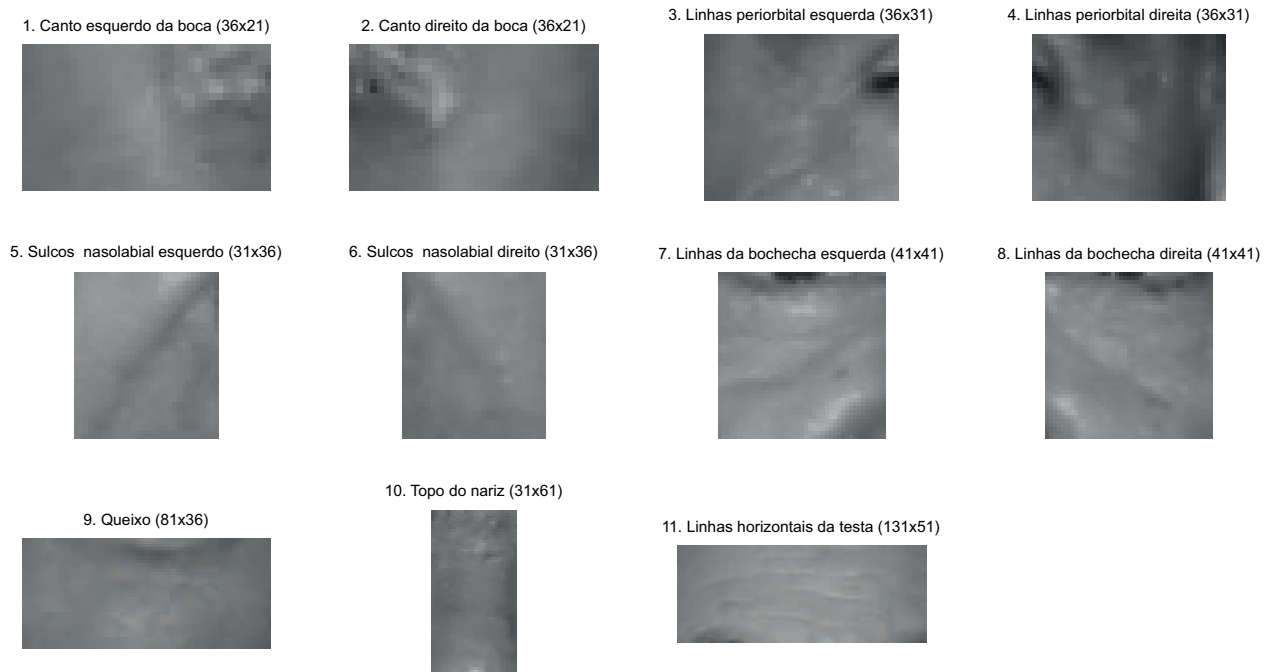 1. Canto esquerdo da boca (36x21)
2. Canto direito da boca (36x21)
3. Linhas periorbital esquerda (36x31)
4. Linhas periorbital direita (36x31)
5. Sulcos  nasolabial esquerdo (31x36)
6. Sulcos  nasolabial direito (31x36)
7. Linhas da bochecha esquerda (41x41)
8. Linhas da bochecha direita (41x41)
9. Queixo (81x36)
10. Topo do nariz (31x61)
11. Linhas horizontais da testa (131x51)